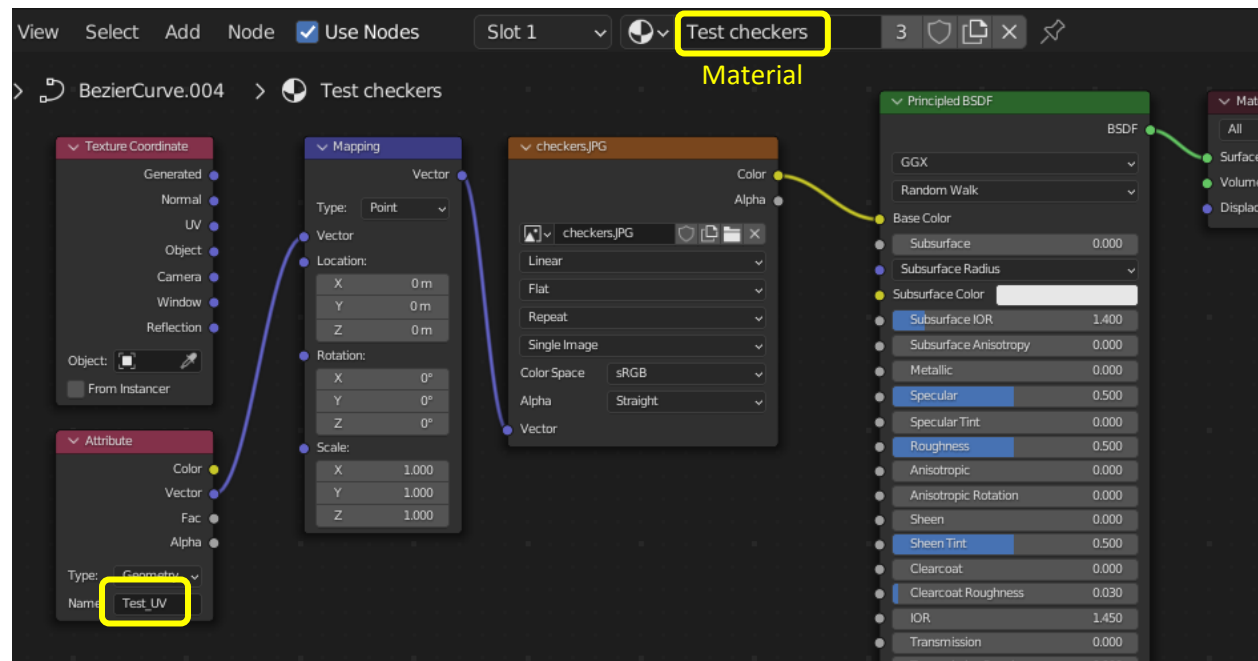 View Select Add Node Use Nodes Slot 1 Test checkers 3
Material
BezierCurve.004 Test checkers
Texture Coordinate
Generated
Normal
UV
Object
Camera
Window
Reflection
Object:
From Instancer
Attribute
Color
Vector
Fac
Alpha
Type: Geometry
Name Test_UV
Mapping
Vector
Type: Point
Vector
Location:
X 0 m
Y 0 m
Z 0 m
Rotation:
X 0°
Y 0°
Z 0°
Scale:
X 1.000
Y 1.000
Z 1.000
checkers.JPG
Color
Alpha
checkers.JPG
Linear
Flat
Repeat
Single Image
Color Space sRGB
Alpha Straight
Vector
Principled BSDF
BSDF
GGX
Random Walk
Base Color
Subsurface 0.000
Subsurface Radius
Subsurface Color
Subsurface IOR 1.400
Subsurface Anisotropy 0.000
Metallic 0.000
Specular 0.500
Specular Tint 0.000
Roughness 0.500
Anisotropic 0.000
Anisotropic Rotation 0.000
Sheen 0.000
Sheen Tint 0.500
Clearcoat 0.000
Clearcoat Roughness 0.030
IOR 1.450
Transmission 0.000
Mat
All
Surface
Volume
Displac